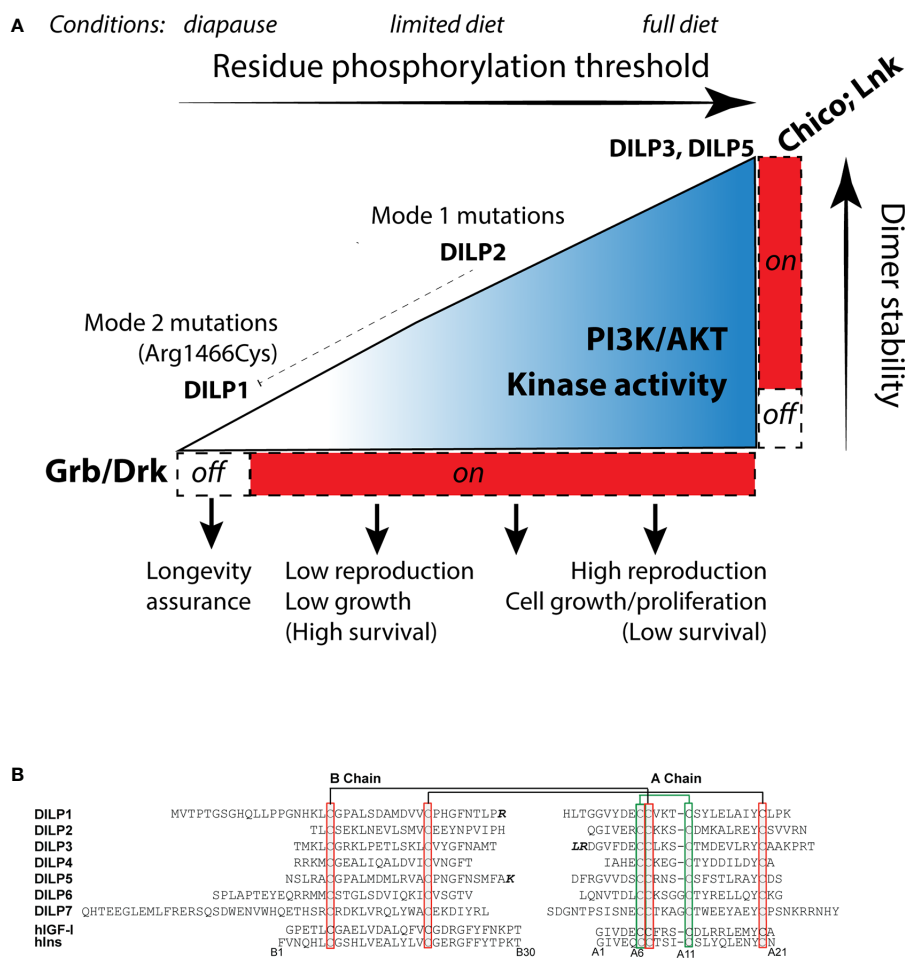 A Conditions: diapause limited diet full diet
Residue phosphorylation threshold
Chico; Lnk
DILP3, DILP5
Mode 1 mutations
DILP2
Dimer stability
on
Mode 2 mutations
(Arg1466Cys)
DILP1
PI3K/AKT
Kinase activity
off
Grb/Drk off on
Longevity
assurance
Low reproduction
Low growth
(High survival)
High reproduction
Cell growth/proliferation
(Low survival)
B
B Chain A Chain
DILP1 MVTPTGSGHQLLPPGNHKLCGPALSDAMDVVCPHGFNTLPR HLTGGVYDECCVKT-CSYLELAIYCLPK
DILP2 TLCSEKLNEVLSMVCEEYNPVIPH QGIVERCCKKS-CDMKALREYCSVVRN
DILP3 TMKLCGRKLPETLSKLCVYGFNAMT LRDGVFDECCLKS-CTMDEVLRYCAAKPRT
DILP4 RRKMCGEALIQALDVICVNGFT IAHECCKEG-CTYDDILDYCA
DILP5 NSLRACGPALMDMLRVACPNGFNSMFAK DFRGVVDSCCRNS-CSFSTLRAYCDS
DILP6 SPLAPTEYEQRRMMCSTGLSDVIQKICVSGTV LQNVTDLCCKSGGCTYRELLQYCKG
DILP7 QHTEEGLEMLFRERSQSDWENVWHQETHSRCRDKLVRQLYWACEKDIYRL SDGNTPSISNECCTKAGCTWEEYAEYCPSNKRRNHY
hIGF-I GPETLCGAELVDALQFVCGDRGFYFNKPT GIVDECCFRS-CDLRRLEMYCA
hIns FVNQHLCGSHLVEALYLVCGERGFFYTPKT GIVEQCCTSI-CSLYQLENYCN
B1 B30 A1 A6 A11 A21